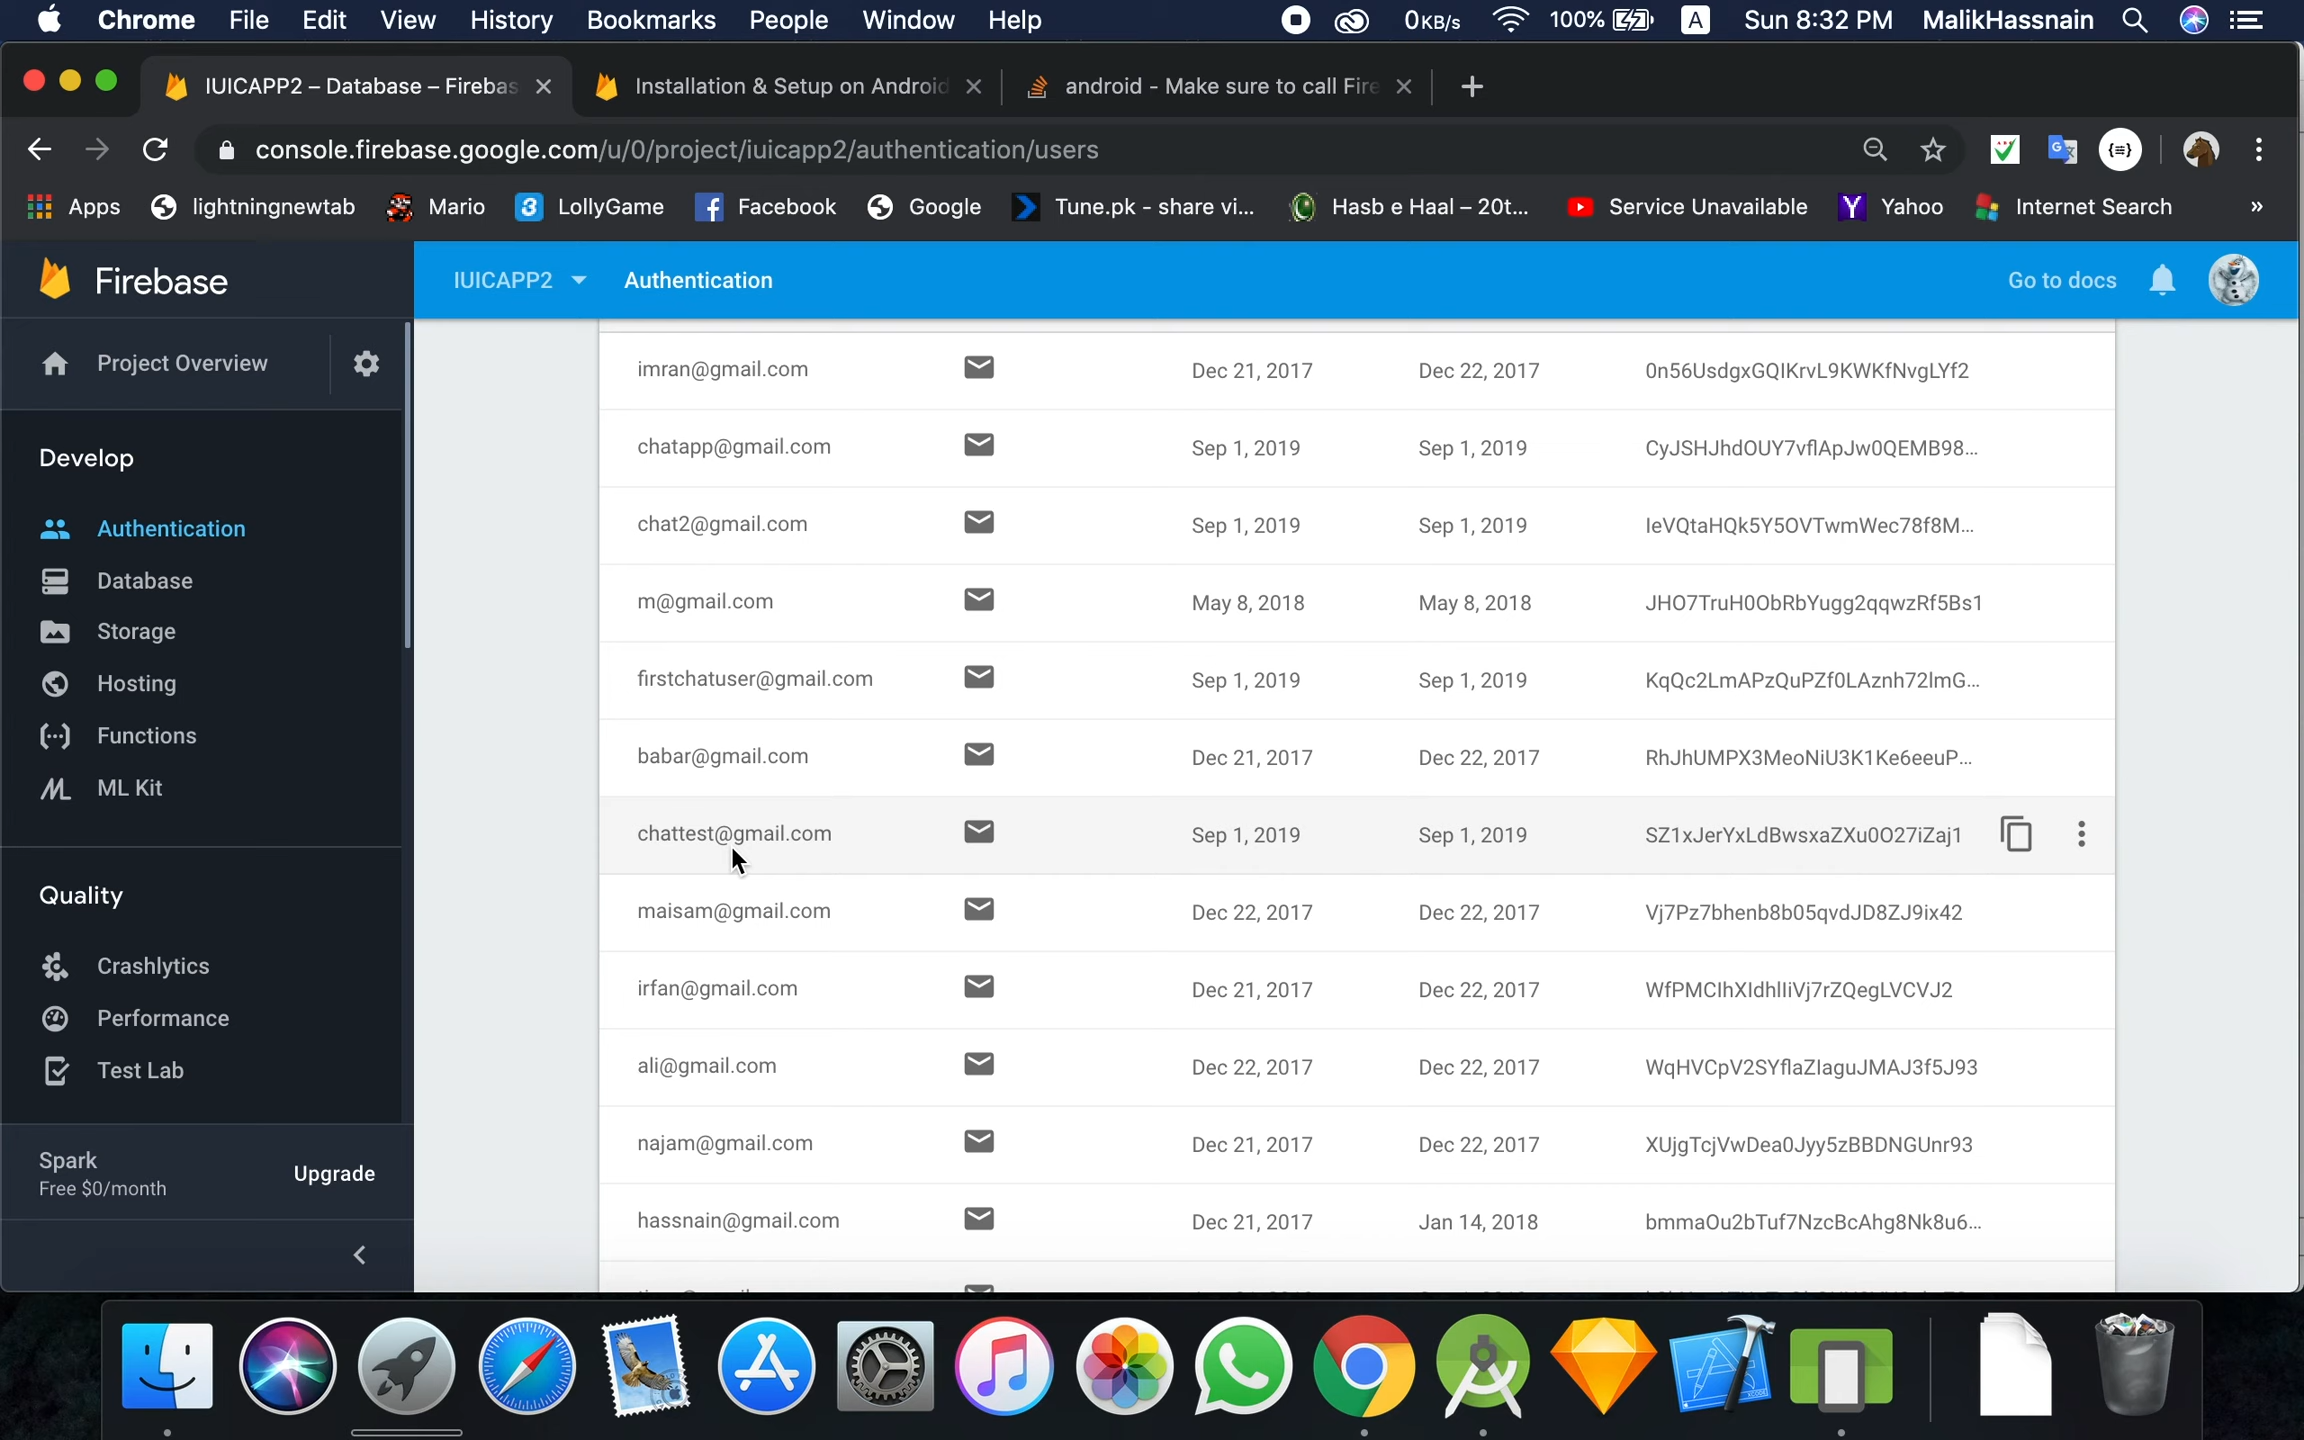 Chrome File Edit View History Bookmarks People Window Help 0KB/s 100% A Sun 8:32 PM MalikHassnain
IUICAPP2 – Database – Firebas
Installation & Setup on Android
android - Make sure to call Fire
console.firebase.google.com/u/0/project/iuicapp2/authentication/users
Apps lightningnewtab Mario LollyGame Facebook Google Tune.pk - share vi... Hasb e Haal – 20t... Service Unavailable Yahoo Internet Search »
Firebase
IUICAPP2 Authentication Go to docs
Project Overview
Develop
Authentication
Database
Storage
Hosting
Functions
ML Kit
Quality
Crashlytics
Performance
Test Lab
Spark
Free $0/month
Upgrade
imran@gmail.com Dec 21, 2017 Dec 22, 2017 0n56UsdgxGQIKrvL9KWKfNvgLYf2
chatapp@gmail.com Sep 1, 2019 Sep 1, 2019 CyJSHJhdOUY7vflApJw0QEMB98...
chat2@gmail.com Sep 1, 2019 Sep 1, 2019 IeVQtaHQk5Y5OVTwmWec78f8M...
m@gmail.com May 8, 2018 May 8, 2018 JHO7TruH0ObRbYugg2qqwzRf5Bs1
firstchatuser@gmail.com Sep 1, 2019 Sep 1, 2019 KqQc2LmAPzQuPZf0LAznh72lmG...
babar@gmail.com Dec 21, 2017 Dec 22, 2017 RhJhUMPX3MeoNiU3K1Ke6eeuP...
chattest@gmail.com Sep 1, 2019 Sep 1, 2019 SZ1xJerYxLdBwsxaZXu0O27iZaj1
maisam@gmail.com Dec 22, 2017 Dec 22, 2017 Vj7Pz7bhenb8b05qvdJD8ZJ9ix42
irfan@gmail.com Dec 21, 2017 Dec 22, 2017 WfPMClhXIdhlIiVj7rZQegLVCVJ2
ali@gmail.com Dec 22, 2017 Dec 22, 2017 WqHVCpV2SYflaZIaguJMAJ3f5J93
najam@gmail.com Dec 21, 2017 Dec 22, 2017 XUjgTcjVwDea0Jyy5zBBDNGUnr93
hassnain@gmail.com Dec 21, 2017 Jan 14, 2018 bmmaOu2bTuf7NzcBcAhg8Nk8u6...